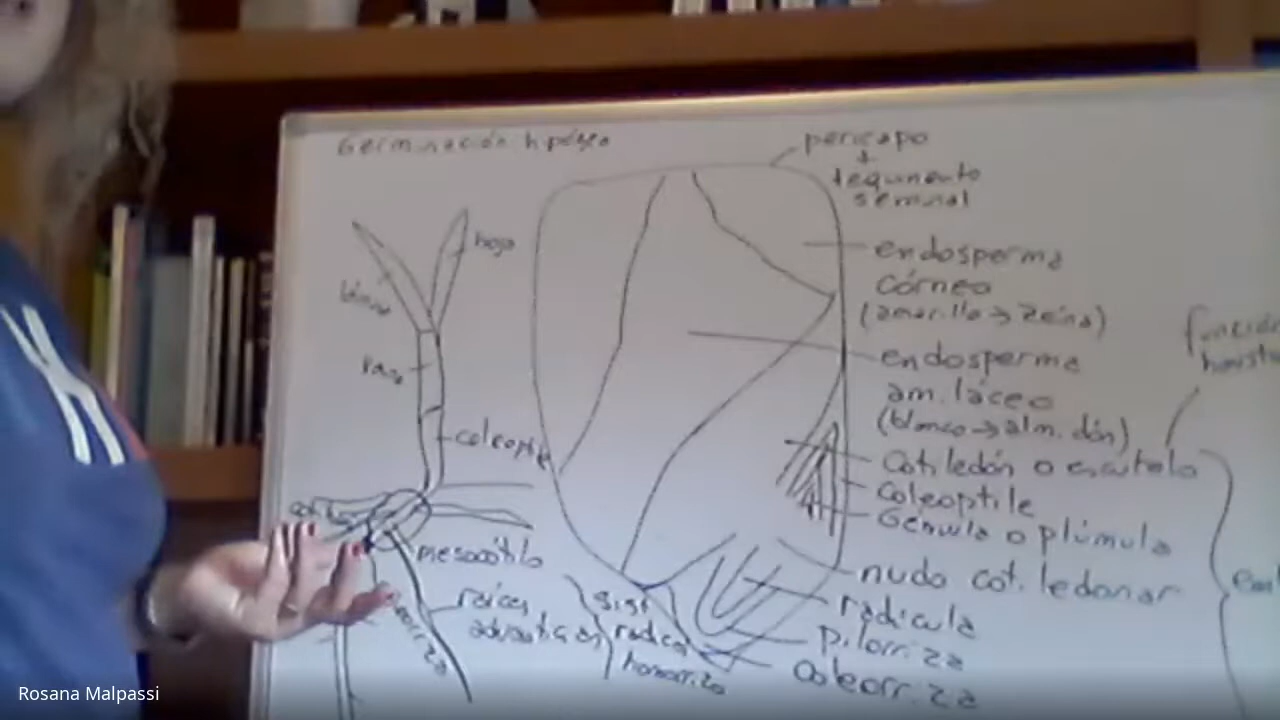 Germinación hipógea
pericarpo
+
tegumento
seminal
hoja
endosperma
córneo
(amarillo → zeína)
endosperma
amiláceo
(blanco → almidón)
coleoptile
Cotiledón o escutelo
Coleoptile
Gémula o plúmula
mesocótilo
nudo cotiledonar
raíces
adventicias
sist
radical
homorrizo
radícula
pilorriza
Coleorriza
Rosana Malpassi